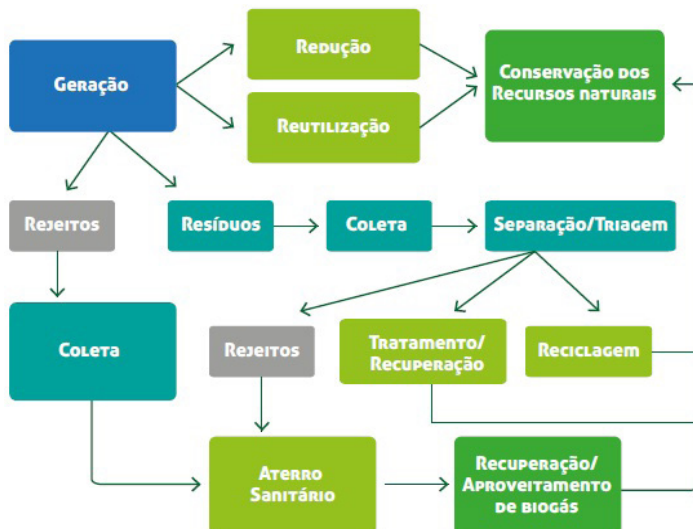 Redução
Geração
Conservação dos
Recursos naturais
Reutilização
Rejeitos
Resíduos
Coleta
Separação/Triagem
Coleta
Rejeitos
Tratamento/
Recuperação
Reciclagem
Aterro
Sanitário
Recuperação/
Aproveitamento
de biogás